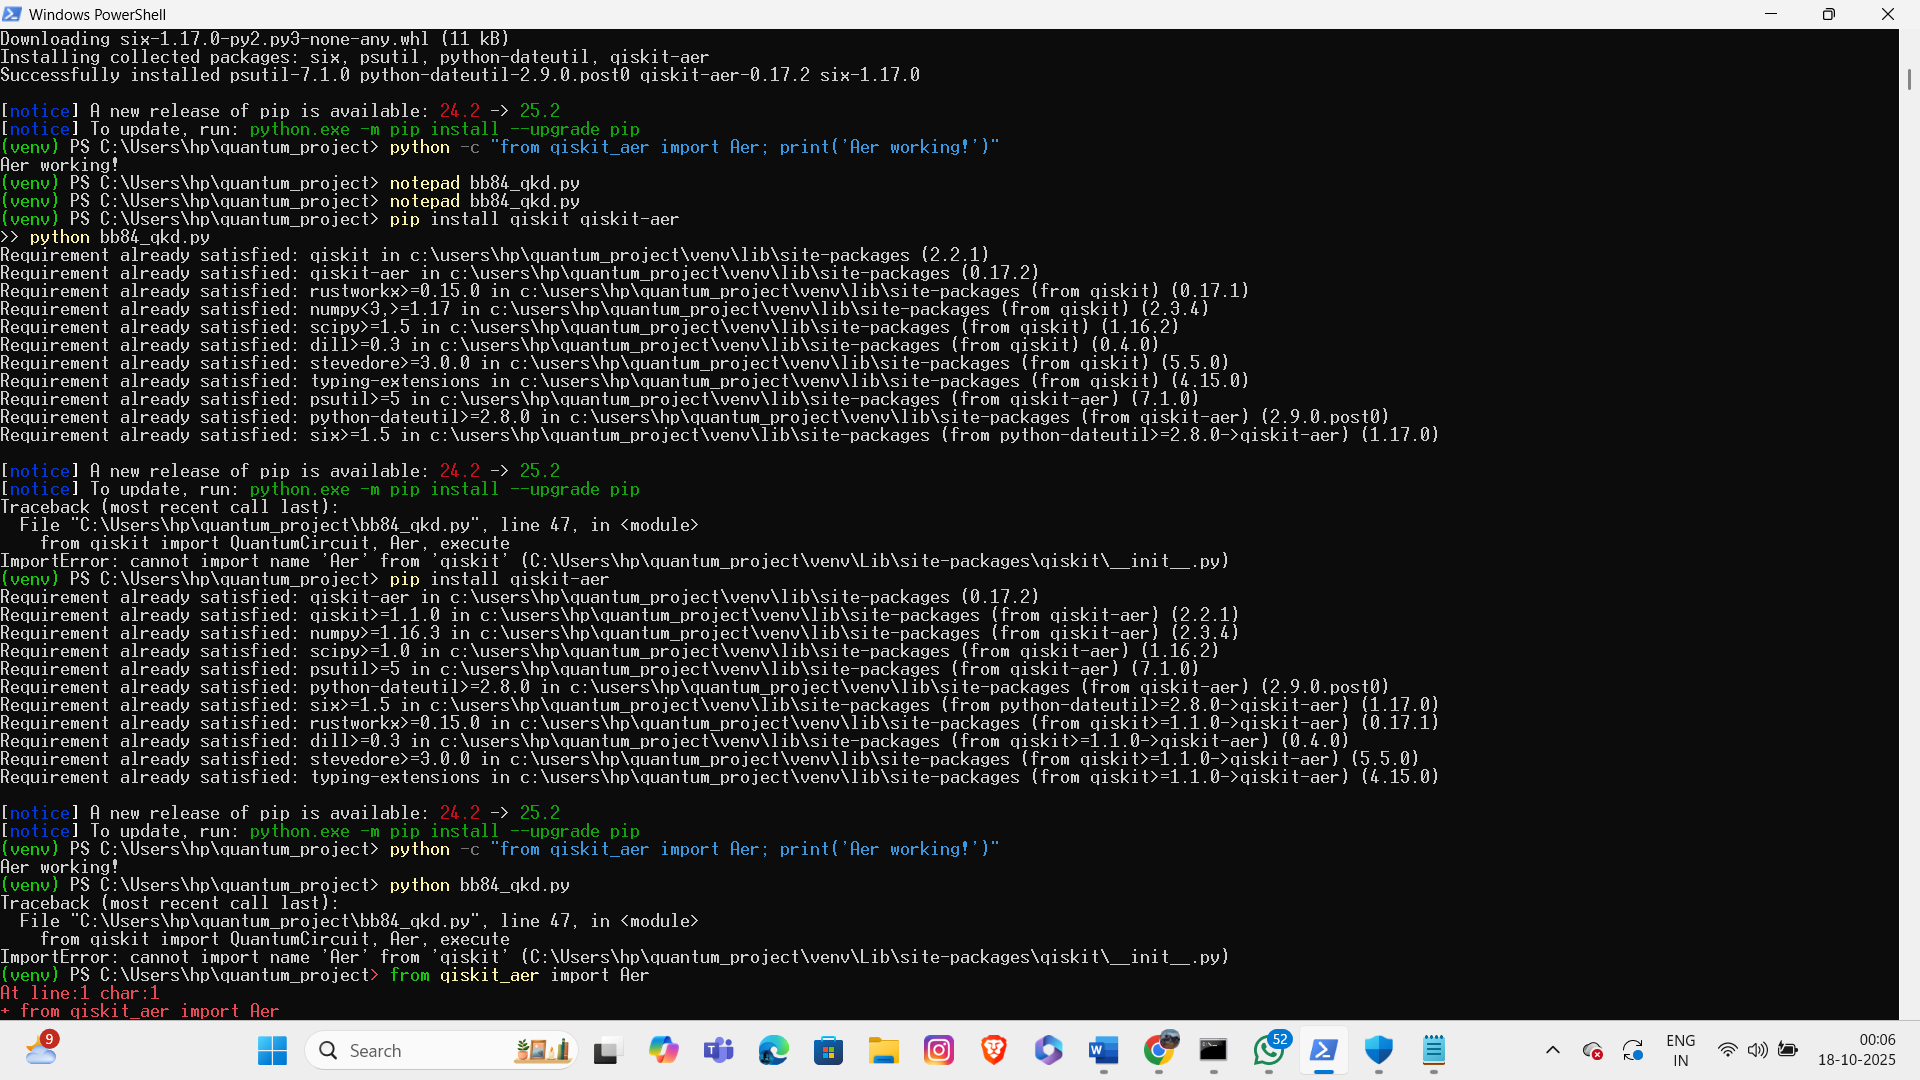 Windows PowerShell
Downloading six-1.17.0-py2.py3-none-any.whl (11 kB)
Installing collected packages: six, psutil, python-dateutil, qiskit-aer
Successfully installed psutil-7.1.0 python-dateutil-2.9.0.post0 qiskit-aer-0.17.2 six-1.17.0
[notice] A new release of pip is available: 24.2 -> 25.2
[notice] To update, run: python.exe -m pip install --upgrade pip
(venv) PS C:\Users\hp\quantum_project> python -c "from qiskit_aer import Aer; print('Aer working!')"
Aer working!
(venv) PS C:\Users\hp\quantum_project> notepad bb84_qkd.py
(venv) PS C:\Users\hp\quantum_project> notepad bb84_qkd.py
(venv) PS C:\Users\hp\quantum_project> pip install qiskit qiskit-aer
>> python bb84_qkd.py
Requirement already satisfied: qiskit in c:\users\hp\quantum_project\venv\lib\site-packages (2.2.1)
Requirement already satisfied: qiskit-aer in c:\users\hp\quantum_project\venv\lib\site-packages (0.17.2)
Requirement already satisfied: rustworkx>=0.15.0 in c:\users\hp\quantum_project\venv\lib\site-packages (from qiskit) (0.17.1)
Requirement already satisfied: numpy<3,>=1.17 in c:\users\hp\quantum_project\venv\lib\site-packages (from qiskit) (2.3.4)
Requirement already satisfied: scipy>=1.5 in c:\users\hp\quantum_project\venv\lib\site-packages (from qiskit) (1.16.2)
Requirement already satisfied: dill>=0.3 in c:\users\hp\quantum_project\venv\lib\site-packages (from qiskit) (0.4.0)
Requirement already satisfied: stevedore>=3.0.0 in c:\users\hp\quantum_project\venv\lib\site-packages (from qiskit) (5.5.0)
Requirement already satisfied: typing-extensions in c:\users\hp\quantum_project\venv\lib\site-packages (from qiskit) (4.15.0)
Requirement already satisfied: psutil>=5 in c:\users\hp\quantum_project\venv\lib\site-packages (from qiskit-aer) (7.1.0)
Requirement already satisfied: python-dateutil>=2.8.0 in c:\users\hp\quantum_project\venv\lib\site-packages (from qiskit-aer) (2.9.0.post0)
Requirement already satisfied: six>=1.5 in c:\users\hp\quantum_project\venv\lib\site-packages (from python-dateutil>=2.8.0->qiskit-aer) (1.17.0)
[notice] A new release of pip is available: 24.2 -> 25.2
[notice] To update, run: python.exe -m pip install --upgrade pip
Traceback (most recent call last):
  File "C:\Users\hp\quantum_project\bb84_qkd.py", line 47, in <module>
    from qiskit import QuantumCircuit, Aer, execute
ImportError: cannot import name 'Aer' from 'qiskit' (C:\Users\hp\quantum_project\venv\Lib\site-packages\qiskit\__init__.py)
(venv) PS C:\Users\hp\quantum_project> pip install qiskit-aer
Requirement already satisfied: qiskit-aer in c:\users\hp\quantum_project\venv\lib\site-packages (0.17.2)
Requirement already satisfied: qiskit>=1.1.0 in c:\users\hp\quantum_project\venv\lib\site-packages (from qiskit-aer) (2.2.1)
Requirement already satisfied: numpy>=1.16.3 in c:\users\hp\quantum_project\venv\lib\site-packages (from qiskit-aer) (2.3.4)
Requirement already satisfied: scipy>=1.0 in c:\users\hp\quantum_project\venv\lib\site-packages (from qiskit-aer) (1.16.2)
Requirement already satisfied: psutil>=5 in c:\users\hp\quantum_project\venv\lib\site-packages (from qiskit-aer) (7.1.0)
Requirement already satisfied: python-dateutil>=2.8.0 in c:\users\hp\quantum_project\venv\lib\site-packages (from qiskit-aer) (2.9.0.post0)
Requirement already satisfied: six>=1.5 in c:\users\hp\quantum_project\venv\lib\site-packages (from python-dateutil>=2.8.0->qiskit-aer) (1.17.0)
Requirement already satisfied: rustworkx>=0.15.0 in c:\users\hp\quantum_project\venv\lib\site-packages (from qiskit>=1.1.0->qiskit-aer) (0.17.1)
Requirement already satisfied: dill>=0.3 in c:\users\hp\quantum_project\venv\lib\site-packages (from qiskit>=1.1.0->qiskit-aer) (0.4.0)
Requirement already satisfied: stevedore>=3.0.0 in c:\users\hp\quantum_project\venv\lib\site-packages (from qiskit>=1.1.0->qiskit-aer) (5.5.0)
Requirement already satisfied: typing-extensions in c:\users\hp\quantum_project\venv\lib\site-packages (from qiskit>=1.1.0->qiskit-aer) (4.15.0)
[notice] A new release of pip is available: 24.2 -> 25.2
[notice] To update, run: python.exe -m pip install --upgrade pip
(venv) PS C:\Users\hp\quantum_project> python -c "from qiskit_aer import Aer; print('Aer working!')"
Aer working!
(venv) PS C:\Users\hp\quantum_project> python bb84_qkd.py
Traceback (most recent call last):
  File "C:\Users\hp\quantum_project\bb84_qkd.py", line 47, in <module>
    from qiskit import QuantumCircuit, Aer, execute
ImportError: cannot import name 'Aer' from 'qiskit' (C:\Users\hp\quantum_project\venv\Lib\site-packages\qiskit\__init__.py)
(venv) PS C:\Users\hp\quantum_project> from qiskit_aer import Aer
At line:1 char:1
+ from qiskit_aer import Aer
9
Search
52
ENG
IN
00:06
18-10-2025